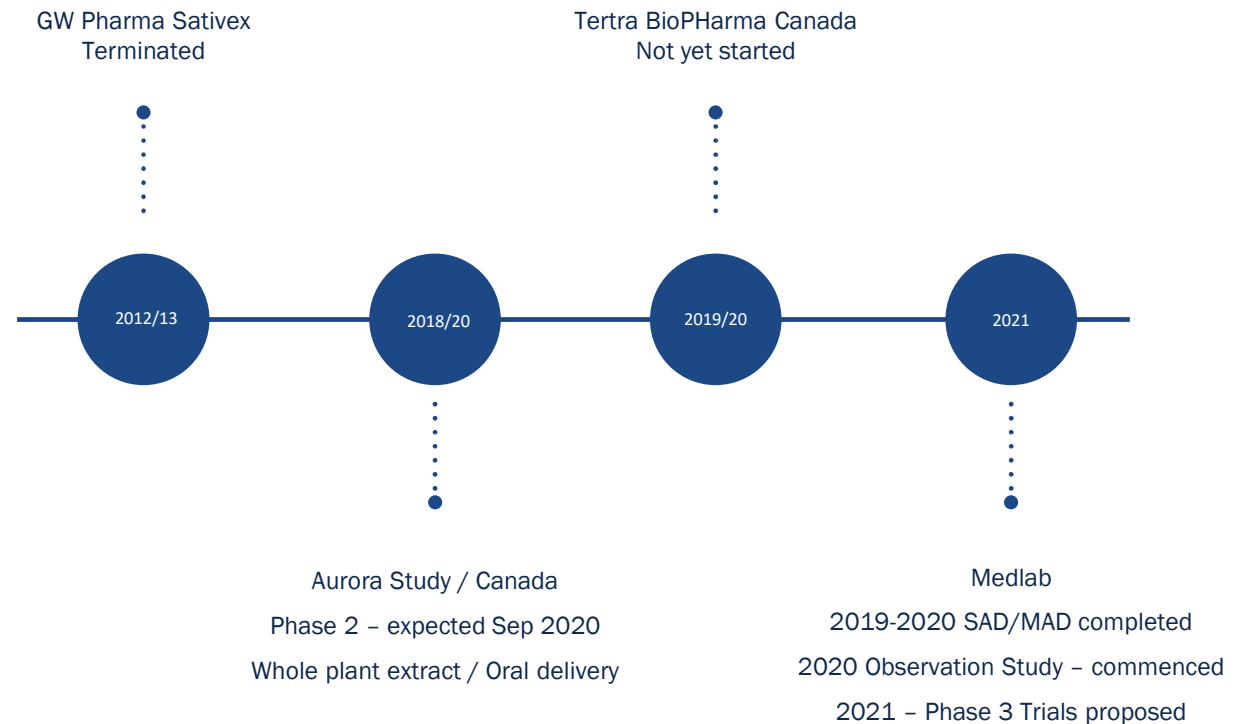 GW Pharma Sativex
Terminated
Tertra BioPHarma Canada
Not yet started
2012/13
2018/20
2019/20
2021
Aurora Study / Canada
Phase 2 – expected Sep 2020
Whole plant extract / Oral delivery
Medlab
2019-2020 SAD/MAD completed
2020 Observation Study – commenced
2021 – Phase 3 Trials proposed